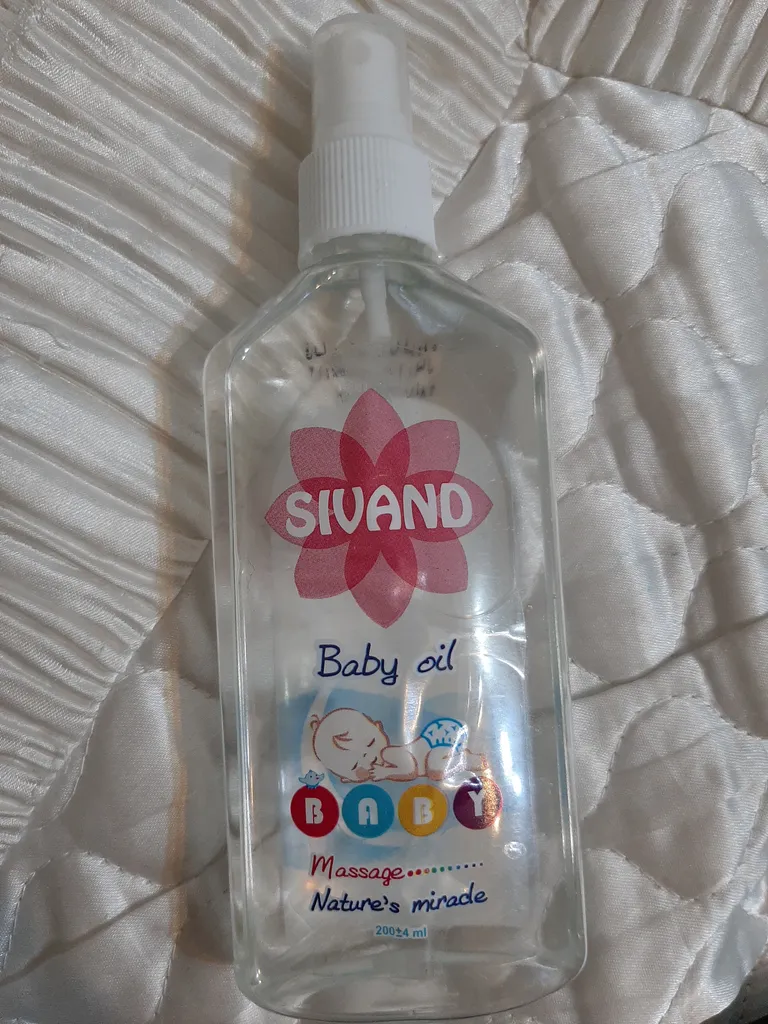 SIVAND
Baby oil
BABY
Massage
Nature's miracle
200±4 ml